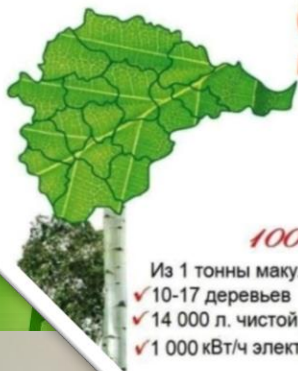 100
Из 1 тонны маку
✓10-17 деревьев
✓14 000 л. чистой
✓1 000 кВт/ч элект